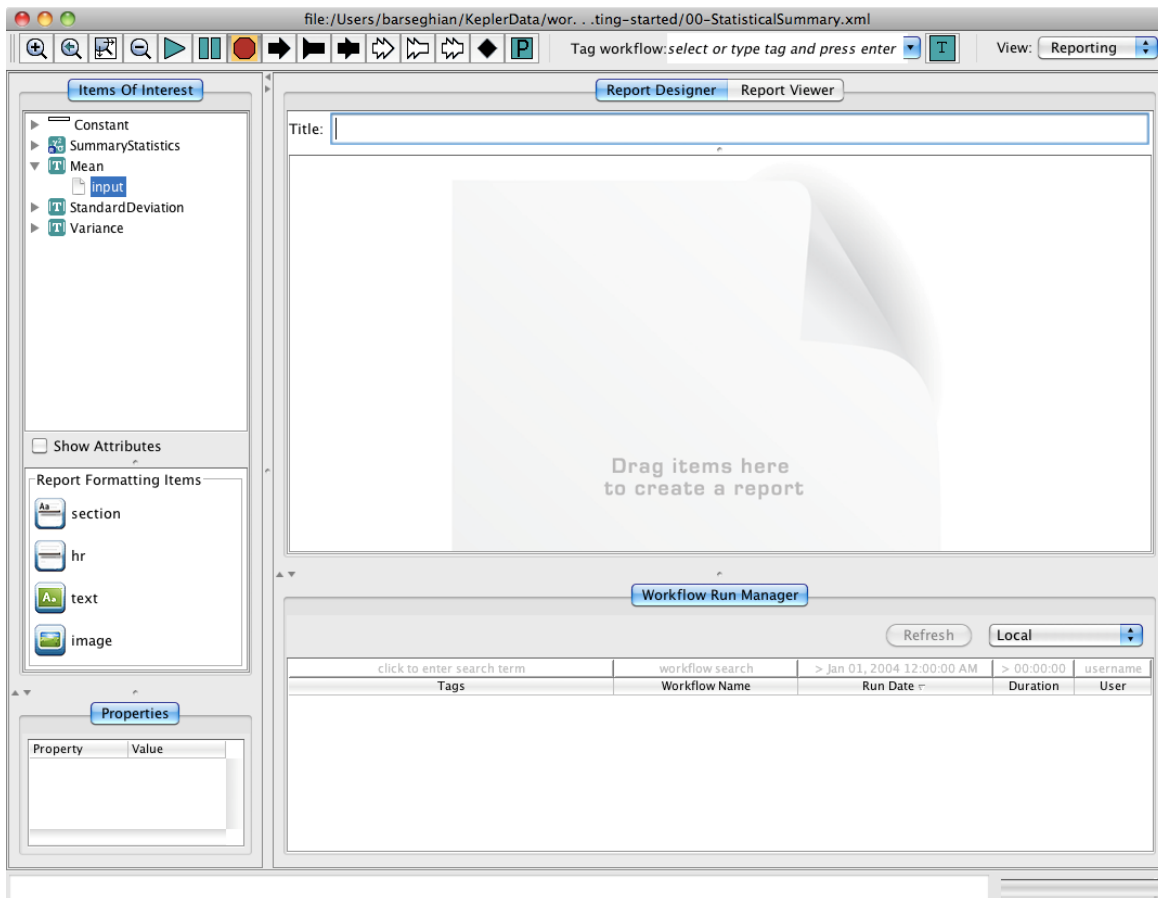 file:/Users/barseghian/KeplerData/wor. . .ting-started/00-StatisticalSummary.xml
P
Tag workflow: select or type tag and press enter
T
View: Reporting
Items Of Interest
Constant
SummaryStatistics
T Mean
input
T StandardDeviation
T Variance
Show Attributes
Report Formatting Items
Aa section
hr
Aa text
image
Properties
Property Value
Report Designer Report Viewer
Title:
Drag items here
to create a report
Workflow Run Manager
Refresh Local
click to enter search term workflow search > Jan 01, 2004 12:00:00 AM > 00:00:00 username
Tags Workflow Name Run Date Duration User